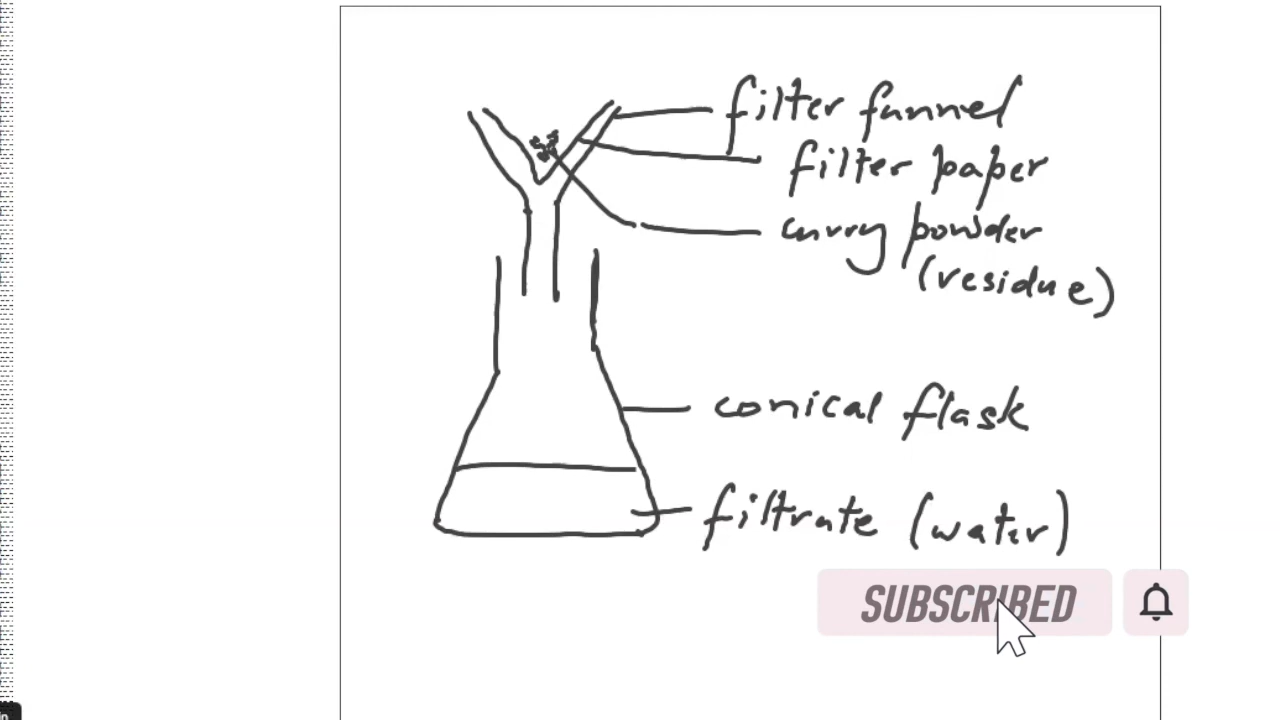 filter funnel
filter paper
curry powder
(residue)
conical flask
filtrate (water)
SUBSCRIBED